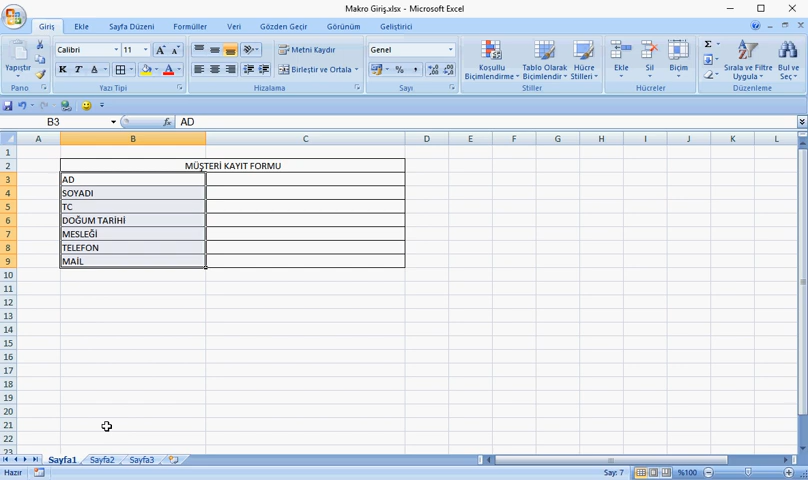 Makro Giriş.xlsx - Microsoft Excel
Giriş Ekle Sayfa Düzeni Formüller Veri Gözden Geçir Görünüm Geliştirici
Yapıştır
Pano
Calibri 11
K T A
Yazı Tipi
Metni Kaydır
Birleştir ve Ortala
Hizalama
Genel
% ,
Sayı
Koşullu Biçimlendirme
Tablo Olarak Biçimlendir
Hücre Stilleri
Stiller
Ekle Sil Biçim
Hücreler
Sırala ve Filtre Uygula
Bul ve Seç
Düzenleme
B3 fx AD
A B C D E F G H I J K L
1
2 MÜŞTERİ KAYIT FORMU
3 AD
4 SOYADI
5 TC
6 DOĞUM TARİHİ
7 MESLEĞİ
8 TELEFON
9 MAİL
10
11
12
13
14
15
16
17
18
19
20
21
22
23
Sayfa1 Sayfa2 Sayfa3
Hazır Say: 7 %100